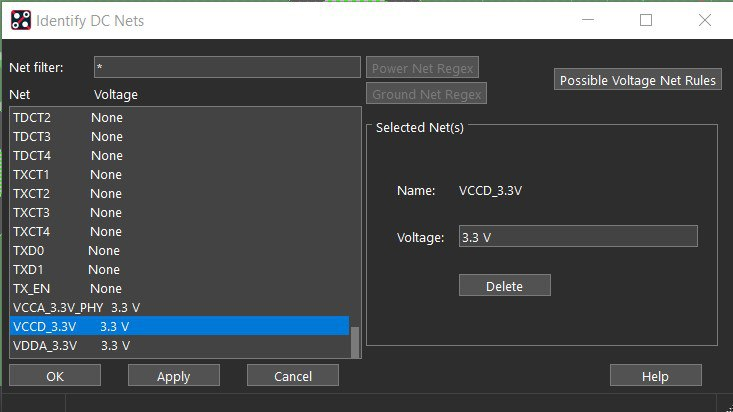 Identify DC Nets
Net filter: * Power Net Regex
Ground Net Regex
Possible Voltage Net Rules
Net Voltage
TDCT2 None
TDCT3 None
TDCT4 None
TXCT1 None
TXCT2 None
TXCT3 None
TXCT4 None
TXD0 None
TXD1 None
TX_EN None
VCCA_3.3V_PHY 3.3 V
VCCD_3.3V 3.3 V
VDDA_3.3V 3.3 V
Selected Net(s)
Name: VCCD_3.3V
Voltage: 3.3 V
Delete
OK Apply Cancel Help